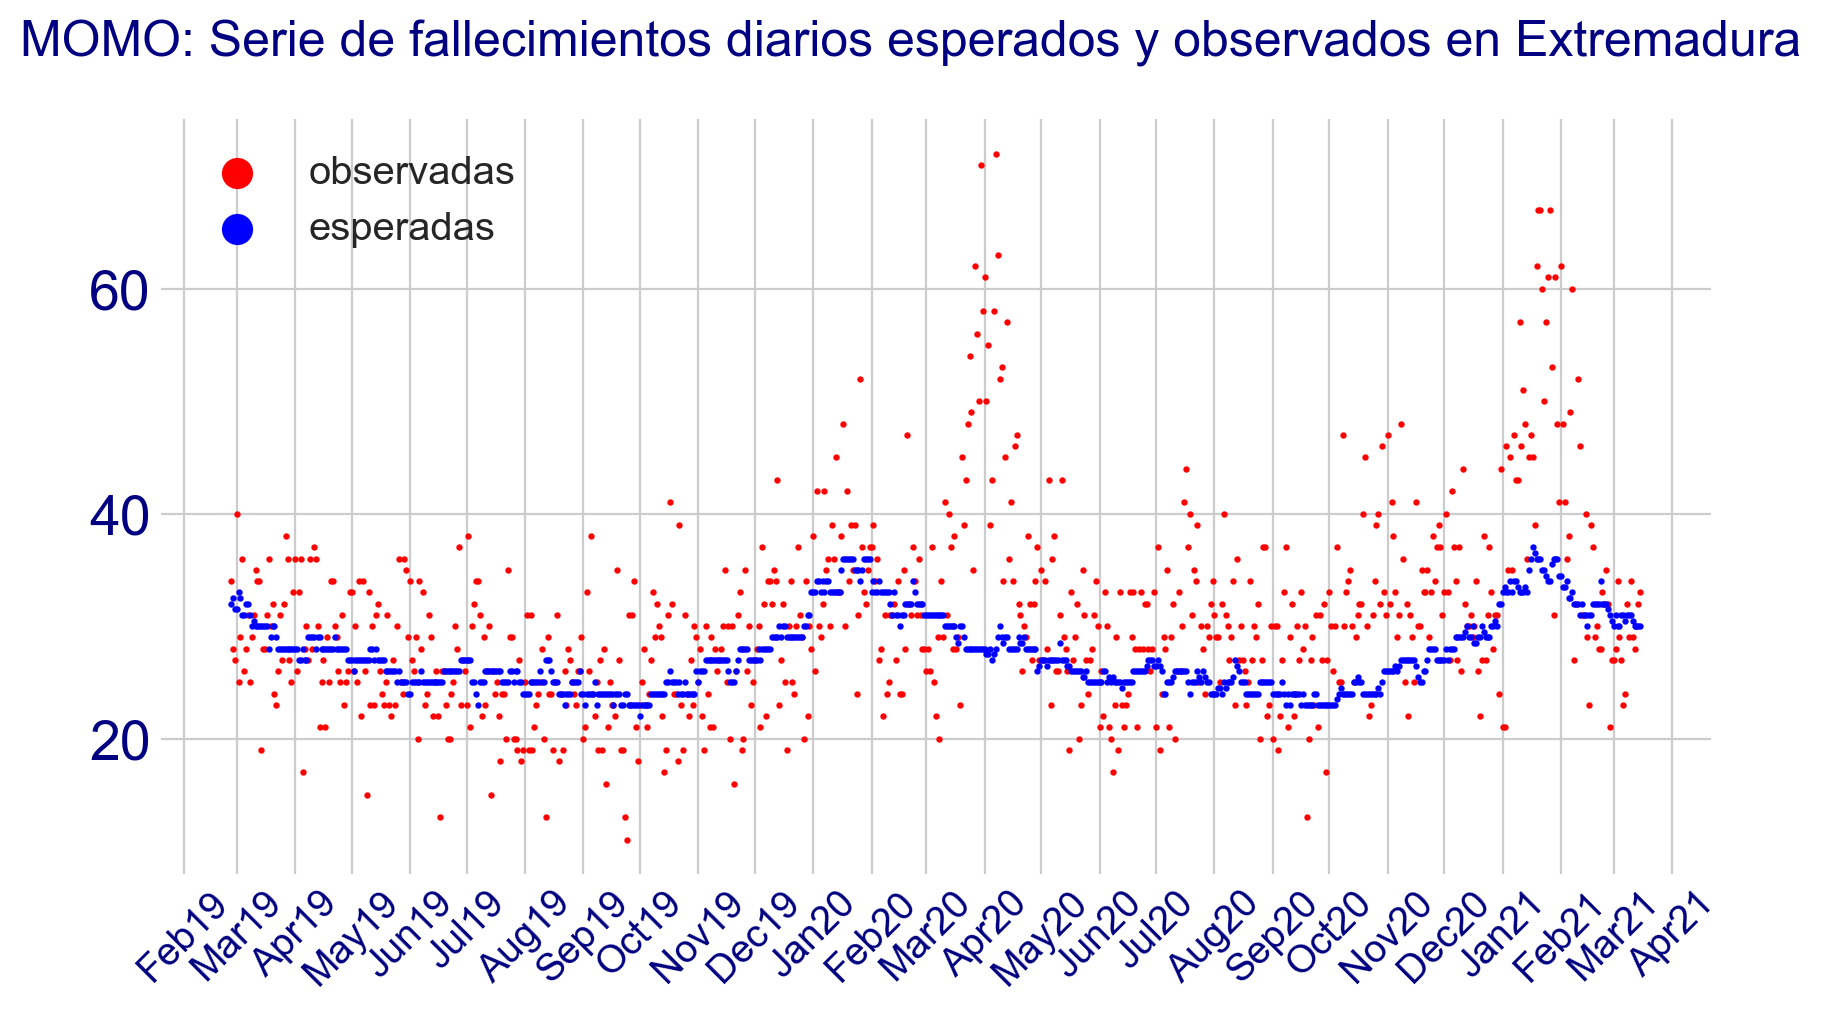 MOMO: Serie de fallecimientos diarios esperados y observados en Extremadura
observadas
esperadas
60
40
20
Feb19
Mar19
Apr19
May19
Jun19
Jul19
Aug19
Sep19
Oct19
Nov19
Dec19
Jan20
Feb20
Mar20
Apr20
May20
Jun20
Jul20
Aug20
Sep20
Oct20
Nov20
Dec20
Jan21
Feb21
Mar21
Apr21